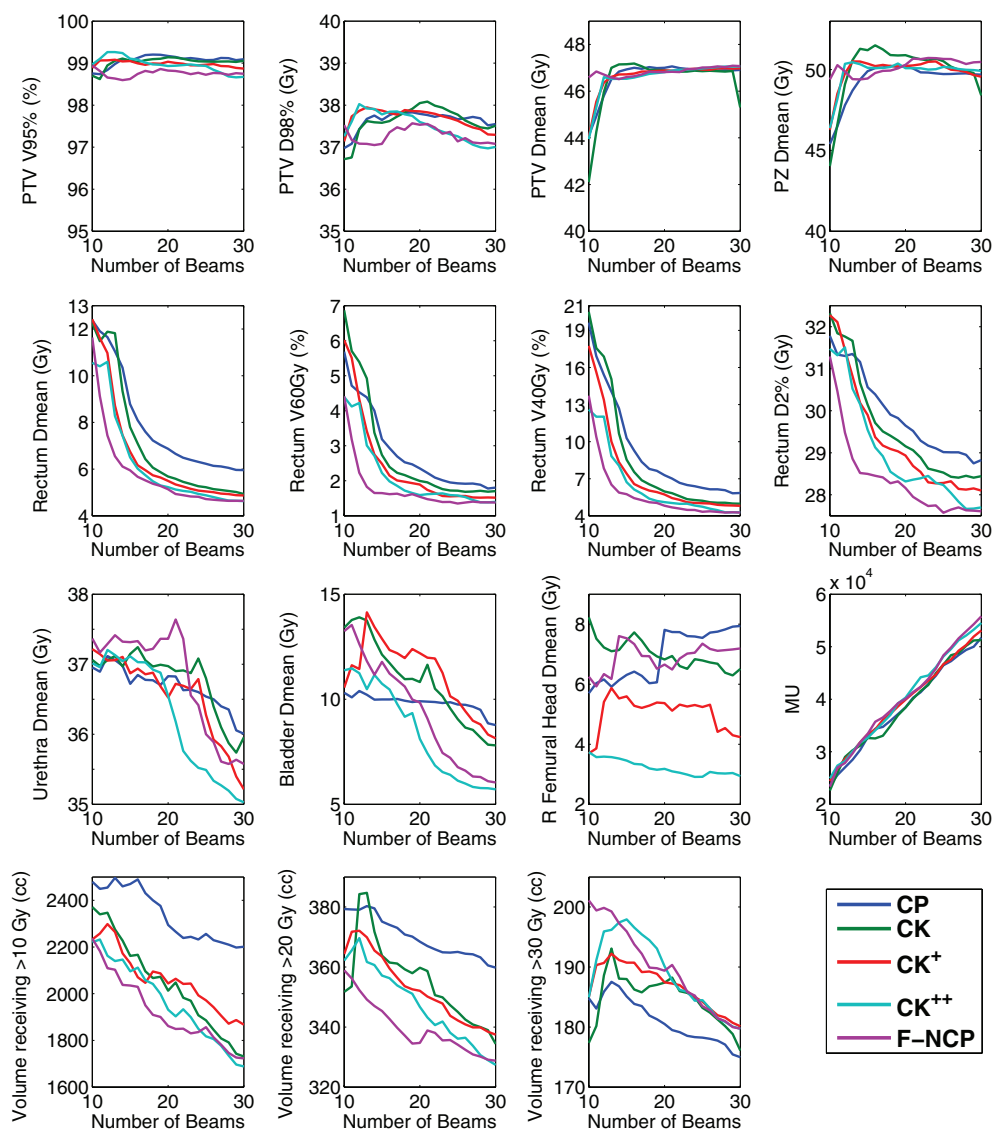 PTV V95% (%)
100
99
98
97
96
95
10 20 30
Number of Beams
PTV D98% (Gy)
41
39
38
37
36
35
10 20 30
Number of Beams
PTV Dmean (Gy)
49
48
46
44
42
40
10 20 30
Number of Beams
PZ Dmean (Gy)
53
50
45
40
10 20 30
Number of Beams
Rectum Dmean (Gy)
13
12
10
8
6
4
10 20 30
Number of Beams
Rectum V60Gy (%)
7
6
5
4
3
2
1
10 20 30
Number of Beams
Rectum V40Gy (%)
21
19
16
13
10
7
4
10 20 30
Number of Beams
Rectum D2% (Gy)
32
31
30
29
28
10 20 30
Number of Beams
Urethra Dmean (Gy)
38
37
36
35
10 20 30
Number of Beams
Bladder Dmean (Gy)
15
10
5
10 20 30
Number of Beams
R Femural Head Dmean (Gy)
8
6
4
2
10 20 30
Number of Beams
MU
x 10⁴
6
5
4
3
2
10 20 30
Number of Beams
Volume receiving >10 Gy (cc)
2500
2400
2200
2000
1800
1600
10 20 30
Number of Beams
Volume receiving >20 Gy (cc)
380
360
340
320
10 20 30
Number of Beams
Volume receiving >30 Gy (cc)
200
190
180
170
10 20 30
Number of Beams
CP
CK
CK⁺
CK⁺⁺
F−NCP